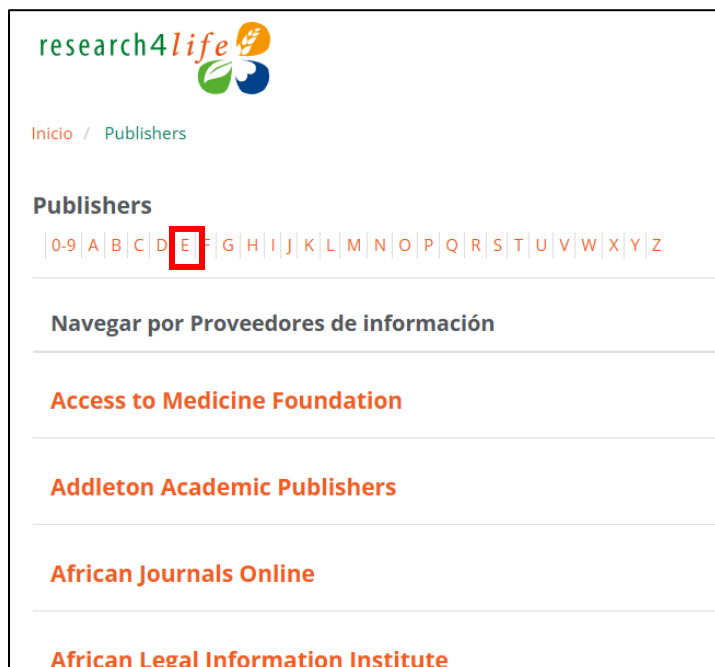 research4life
Inicio / Publishers
Publishers
0-9 A B C D E F G H I J K L M N O P Q R S T U V W X Y Z
Navegar por Proveedores de información
Access to Medicine Foundation
Addleton Academic Publishers
African Journals Online
African Legal Information Institute